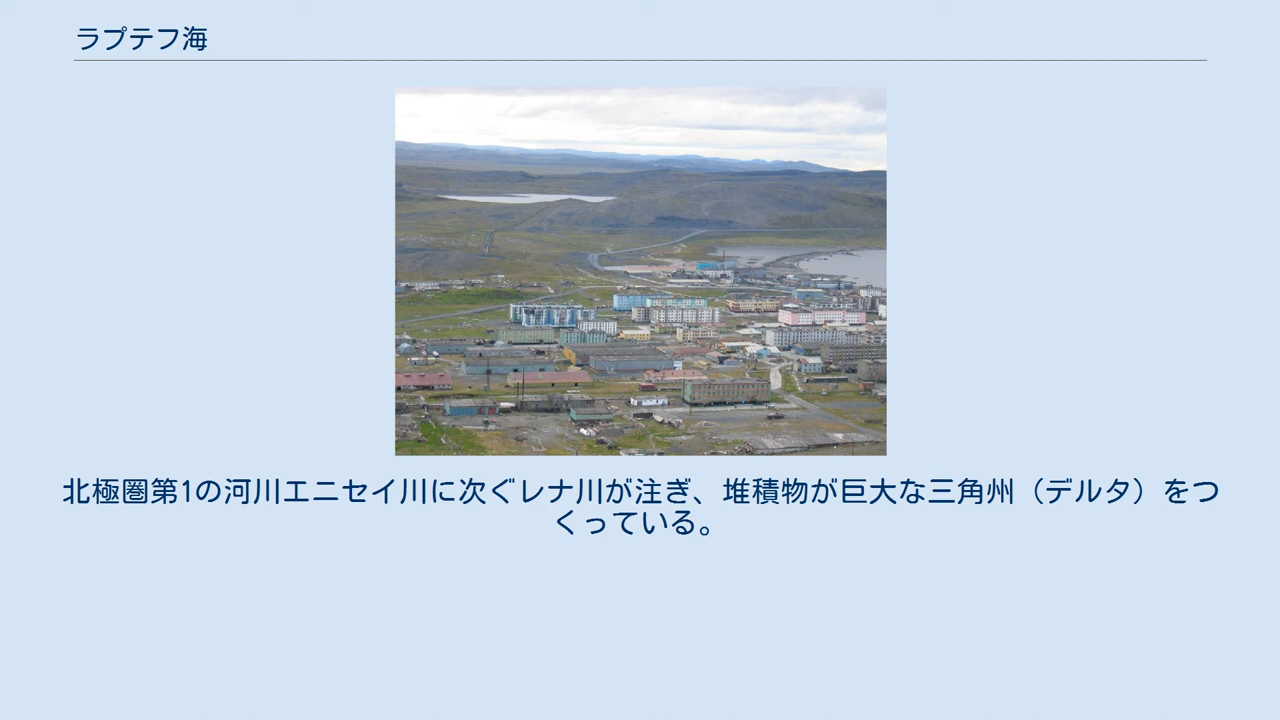 ラプテフ海
北極圏第1の河川エニセイ川に次ぐレナ川が注ぎ、堆積物が巨大な三角州（デルタ）をつ
くっている。